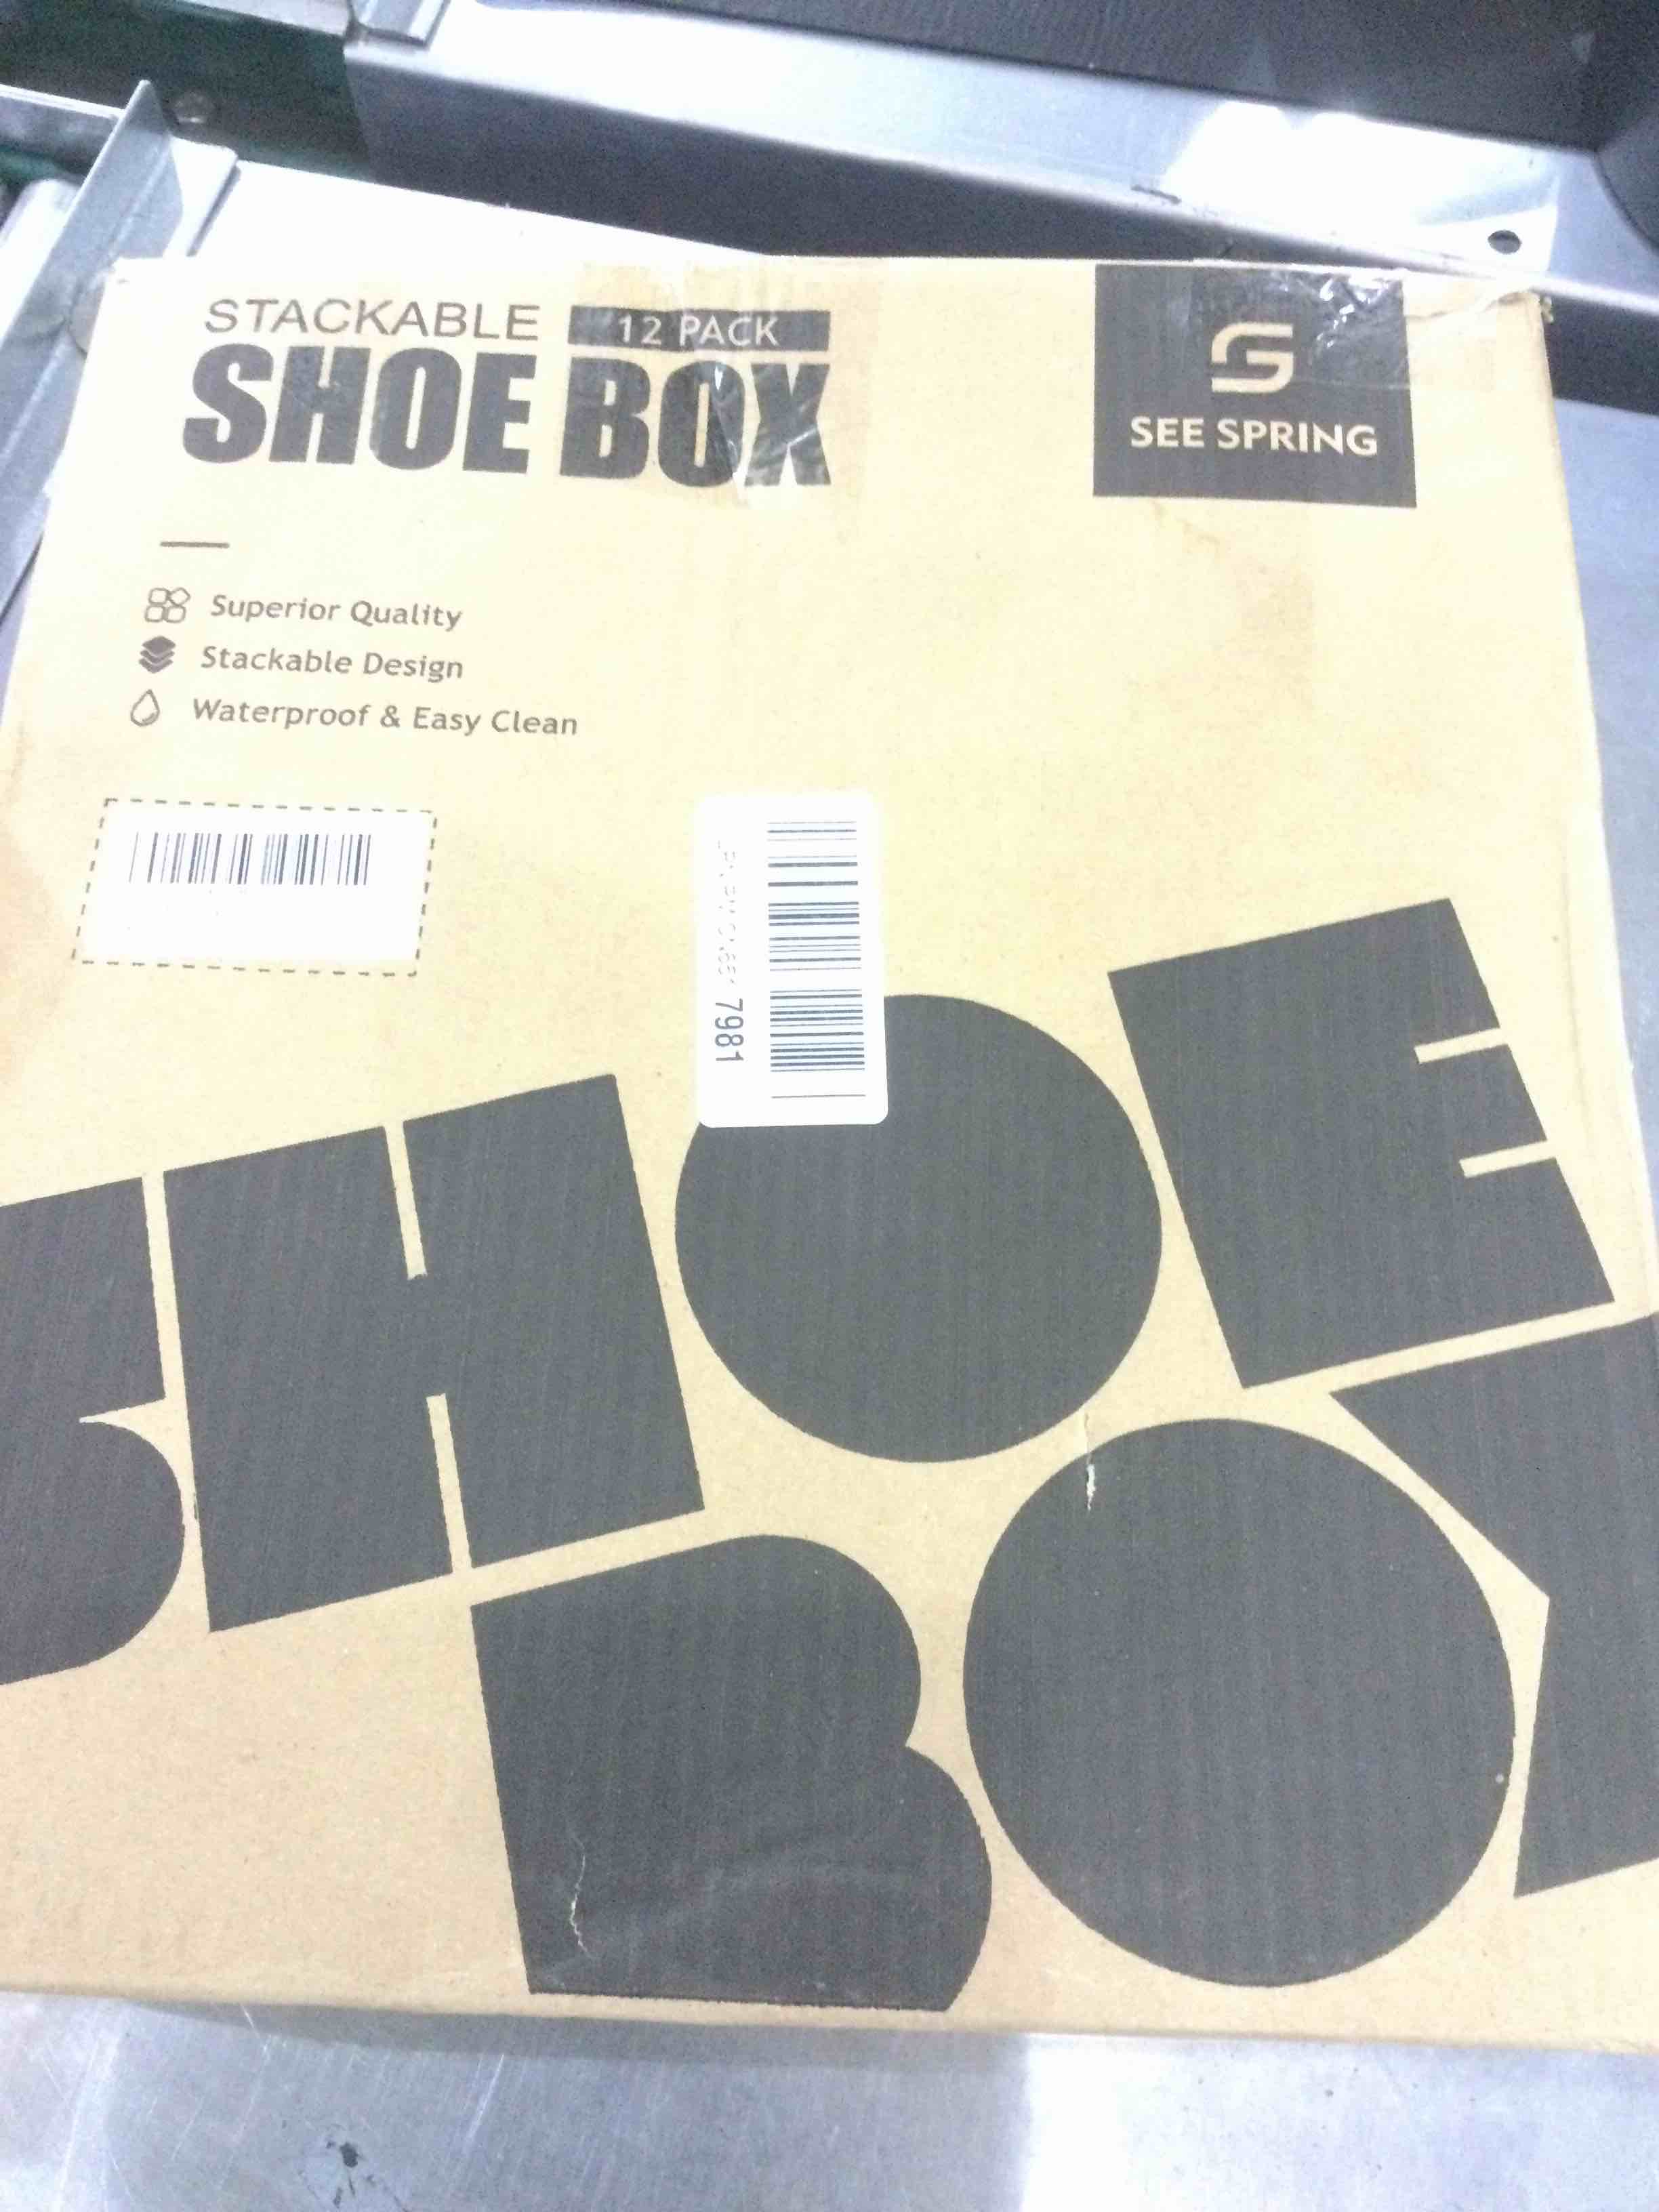 STACKABLE 12 PACK
SHOE BOX
SEE SPRING
Superior Quality
Stackable Design
Waterproof & Easy Clean
7981
SHOE
BOX